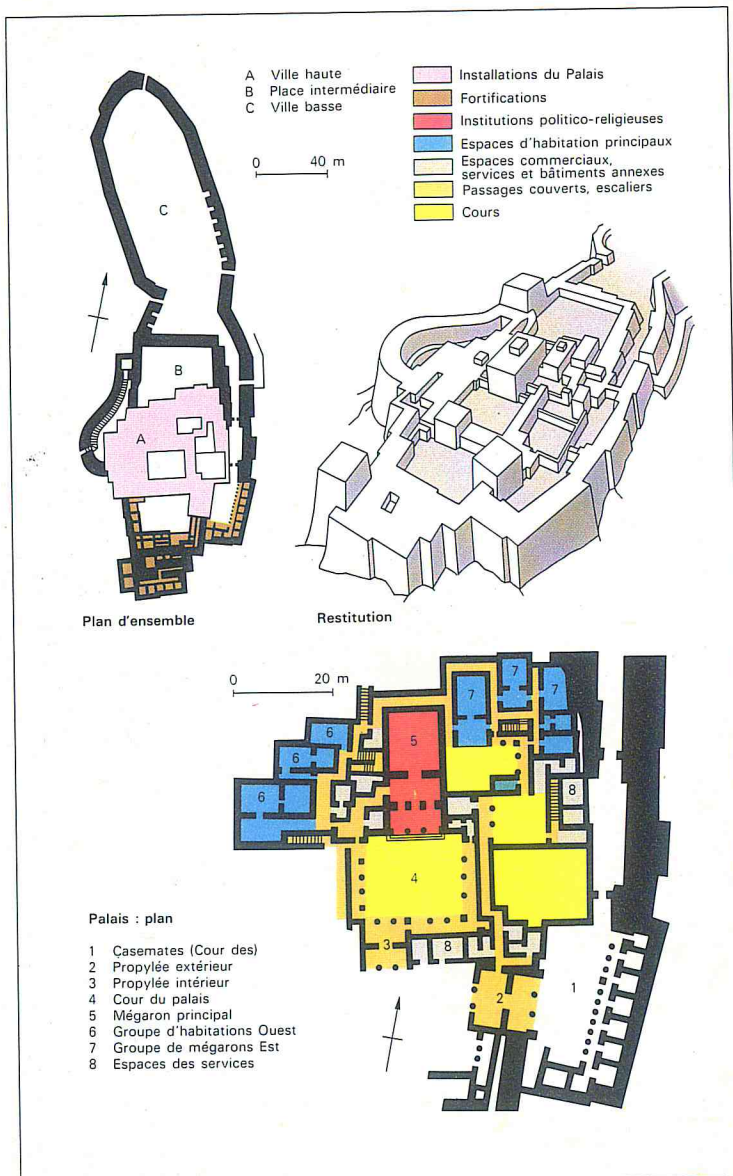 A Ville haute
B Place intermédiaire
C Ville basse
0 40 m
Installations du Palais
Fortifications
Institutions politico-religieuses
Espaces d'habitation principaux
Espaces commerciaux,
services et bâtiments annexes
Passages couverts, escaliers
Cours
C
B
A
Plan d'ensemble
Restitution
0 20 m
7
7
7
6
5
6
6
8
4
3
8
2
1
Palais : plan
1 Casemates (Cour des)
2 Propylée extérieur
3 Propylée intérieur
4 Cour du palais
5 Mégaron principal
6 Groupe d'habitations Ouest
7 Groupe de mégarons Est
8 Espaces des services